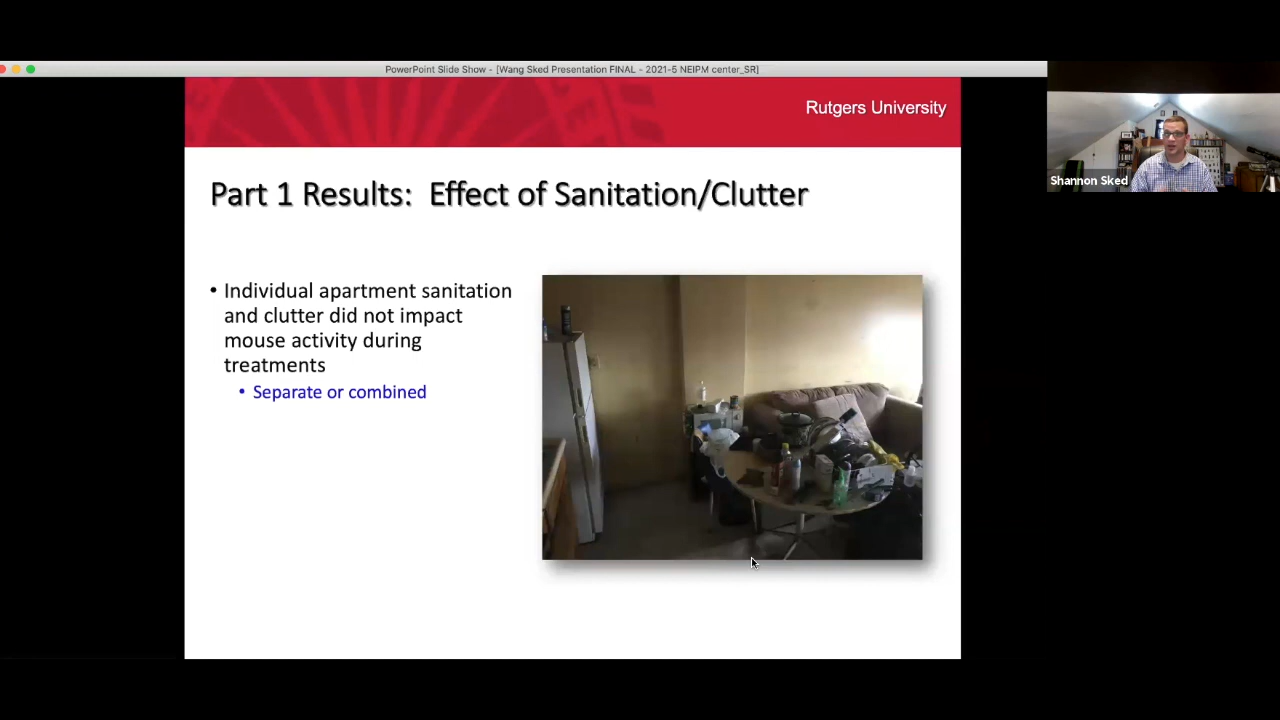 PowerPoint Slide Show - [Wang Sked Presentation FINAL - 2021-5 NEIPM center_SR]
Rutgers University
Shannon Sked
Part 1 Results: Effect of Sanitation/Clutter
• Individual apartment sanitation
and clutter did not impact
mouse activity during
treatments
• Separate or combined